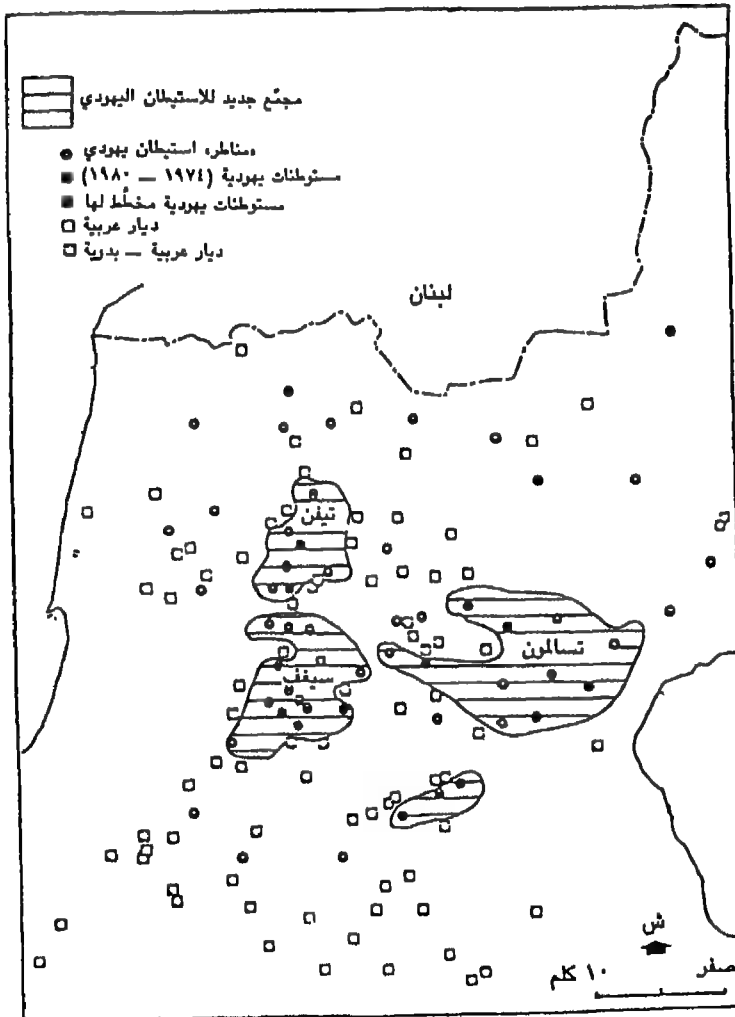 مجمّع جديد للاستيطان اليهودي
«مناطر» استيطان يهودي
مستوطنات يهودية (١٩٧٤ — ١٩٨٠)
مستوطنات يهودية مخطَّط لها
ديار عربية
ديار عربية — بدوية
لبنان
تيفن
تسالمون
سيغف
ش
صفر
١٠ كلم